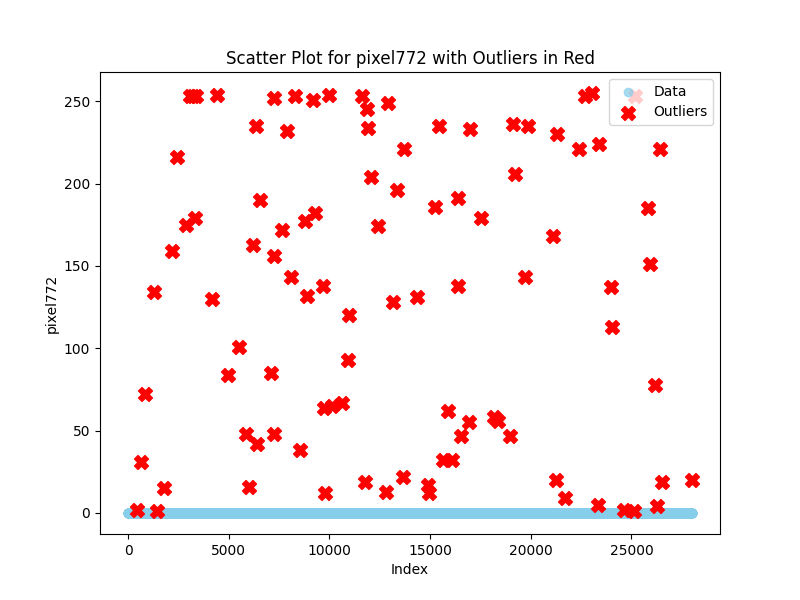 Scatter Plot for pixel772 with Outliers in Red
Data
Outliers
pixel772
250
200
150
100
50
0
0 5000 10000 15000 20000 25000
Index